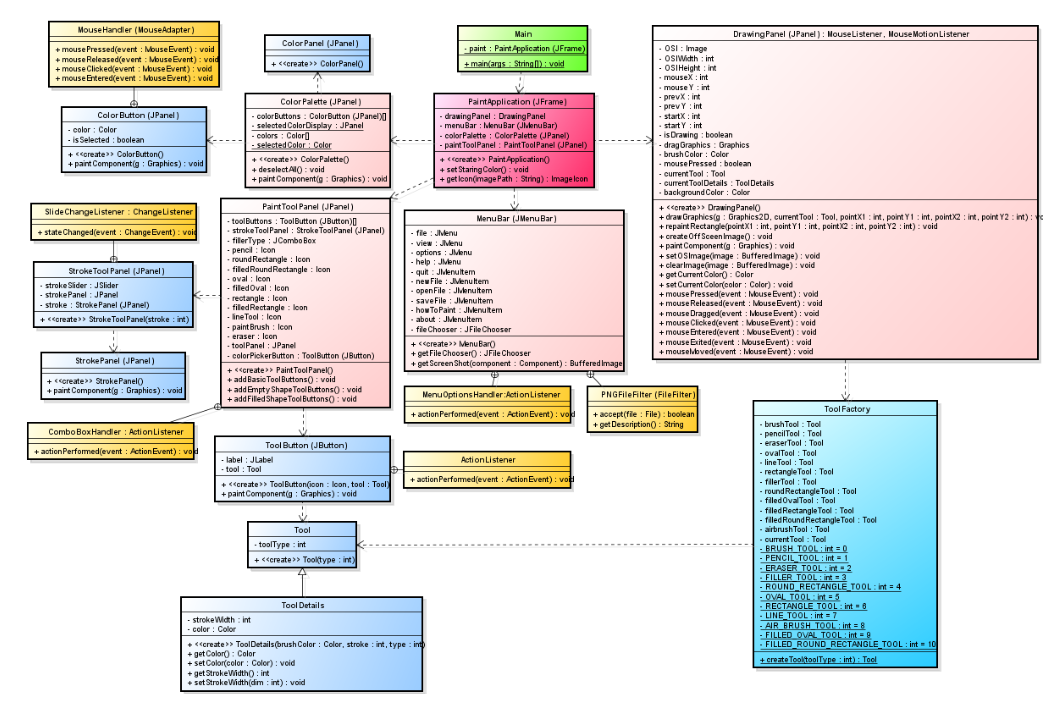 MouseHandler (MouseAdapter)
+ mousePressed(event : MouseEvent) : void
+ mouseReleased(event : MouseEvent) : void
+ mouseClicked(event : MouseEvent) : void
+ mouseEntered(event : MouseEvent) : void
ColorPanel (JPanel)
+ <<create>> ColorPanel()
Main
- paint : PaintApplication (JFrame)
+ main(args : String[]) : void
DrawingPanel (JPanel) : MouseListener, MouseMotionListener
- OSI : Image
- OSIWidth : int
- OSIHeight : int
- mouseX : int
- mouseY : int
- prevX : int
- prevY : int
- startX : int
- startY : int
- isDrawing : boolean
- dragGraphics : Graphics
- brushColor : Color
- mousePressed : boolean
- currentTool : Tool
- currentToolDetails : ToolDetails
- backgroundColor : Color
+ <<create>> DrawingPanel()
+ drawGraphics(g : Graphics2D, currentTool : Tool, pointX1 : int, pointY1 : int, pointX2 : int, pointY2 : int) : void
+ repaintRectangle(pointX1 : int, pointY1 : int, pointX2 : int, pointY2 : int) : void
+ createOffSceenImage() : void
+ paintComponent(g : Graphics) : void
+ setOSImage(image : BufferedImage) : void
+ clearImage(image : BufferedImage) : void
+ getCurrentColor() : Color
+ setCurrentColor(color : Color) : void
+ mousePressed(event : MouseEvent) : void
+ mouseReleased(event : MouseEvent) : void
+ mouseDragged(event : MouseEvent) : void
+ mouseClicked(event : MouseEvent) : void
+ mouseEntered(event : MouseEvent) : void
+ mouseExited(event : MouseEvent) : void
+ mouseMoved(event : MouseEvent) : void
ColorButton (JPanel)
- color : Color
- isSelected : boolean
+ <<create>> ColorButton()
+ paintComponent(g : Graphics) : void
ColorPalette (JPanel)
- colorButtons : ColorButton (JPanel)[]
- selectedColorDisplay : JPanel
- colors : Color[]
- selectedColor : Color
+ <<create>> ColorPalette()
+ deselectAll() : void
+ paintComponent(g : Graphics) : void
PaintApplication (JFrame)
- drawingPanel : DrawingPanel
- menuBar : MenuBar (JMenuBar)
- colorPalette : ColorPalette (JPanel)
- paintToolPanel : PaintToolPanel (JPanel)
+ <<create>> PaintApplication()
+ setStaringColor() : void
+ getIcon(imagePath : String) : ImageIcon
SlideChangeListener : ChangeListener
+ stateChanged(event : ChangeEvent) : void
StrokeToolPanel (JPanel)
- strokeSlider : JSlider
- strokePanel : JPanel
- stroke : StrokePanel (JPanel)
+ <<create>> StrokeToolPanel(stroke : int)
StrokePanel (JPanel)
+ <<create>> StrokePanel()
+ paintComponent(g : Graphics) : void
ComboBoxHandler : ActionListener
+ actionPerformed(event : ActionEvent) : void
PaintToolPanel (JPanel)
- toolButtons : ToolButton (JButton)[]
- strokeToolPanel : StrokeToolPanel (JPanel)
- fillerType : JComboBox
- pencil : Icon
- roundRectangle : Icon
- filledRoundRectangle : Icon
- oval : Icon
- filledOval : Icon
- rectangle : Icon
- filledRectangle : Icon
- lineTool : Icon
- paintBrush : Icon
- eraser : Icon
- toolPanel : JPanel
- colorPickerButton : ToolButton (JButton)
+ <<create>> PaintToolPanel()
+ addBasicToolButtons() : void
+ addEmptyShapeToolButtons() : void
+ addFilledShapeToolButtons() : void
MenuBar (JMenuBar)
- file : JMenu
- view : JMenu
- options : JMenu
- help : JMenu
- quit : JMenuItem
- newFile : JMenuItem
- openFile : JMenuItem
- saveFile : JMenuItem
- howToPaint : JMenuItem
- about : JMenuItem
- fileChooser : JFileChooser
+ <<create>> MenuBar()
+ getFileChooser() : JFileChooser
+ getScreenShot(component : Component) : BufferedImage
MenuOptionsHandler:ActionListener
+ actionPerformed(event : ActionEvent) : void
PNGFileFilter (FileFilter)
+ accept(file : File) : boolean
+ getDescription() : String
ToolButton (JButton)
- label : JLabel
- tool : Tool
+ <<create>> ToolButton(icon : Icon, tool : Tool)
+ paintComponent(g : Graphics) : void
ActionListener
+ actionPerformed(event : ActionEvent) : void
Tool
- toolType : int
+ <<create>> Tool(type : int)
ToolDetails
- strokeWidth : int
- color : Color
+ <<create>> ToolDetails(brushColor : Color, stroke : int, type : int)
+ getColor() : Color
+ setColor(color : Color) : void
+ getStrokeWidth() : int
+ setStrokeWidth(dim : int) : void
ToolFactory
- brushTool : Tool
- pencilTool : Tool
- eraserTool : Tool
- ovalTool : Tool
- lineTool : Tool
- rectangleTool : Tool
- fillerTool : Tool
- roundRectangleTool : Tool
- filledOvalTool : Tool
- filledRectangleTool : Tool
- filledRoundRectangleTool : Tool
- airbrushTool : Tool
- currentTool : Tool
- BRUSH_TOOL : int = 0
- PENCIL_TOOL : int = 1
- ERASER_TOOL : int = 2
- FILLER_TOOL : int = 3
- ROUND_RECTANGLE_TOOL : int = 4
- OVAL_TOOL : int = 5
- RECTANGLE_TOOL : int = 6
- LINE_TOOL : int = 7
- AIR_BRUSH_TOOL : int = 8
- FILLED_OVAL_TOOL : int = 9
- FILLED_ROUND_RECTANGLE_TOOL : int = 10
+ createTool(toolType : int) : Tool